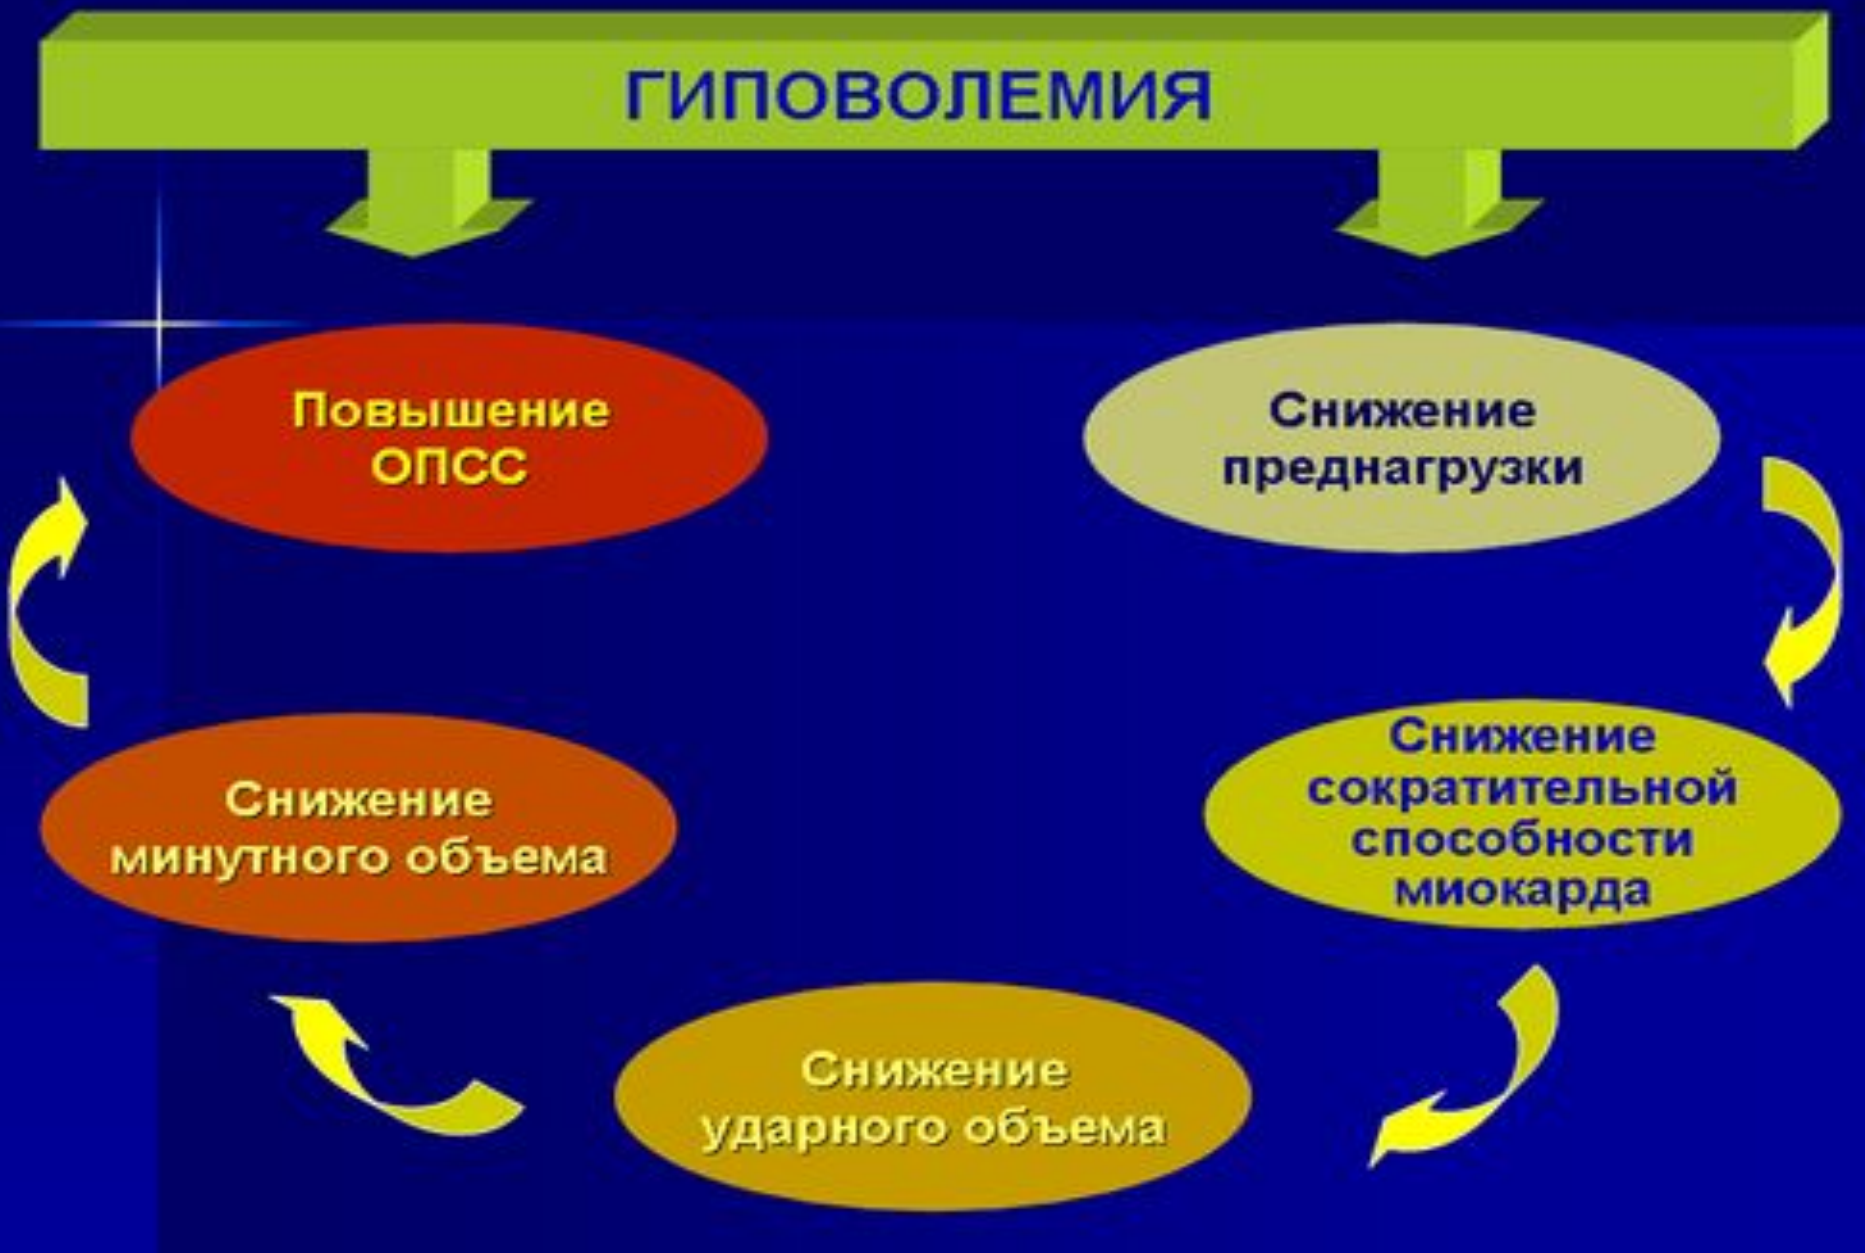 ГИПОВОЛЕМИЯ
Повышение
ОПСС
Снижение
преднагрузки
Снижение
сократительной
способности
миокарда
Снижение
минутного объема
Снижение
ударного объема